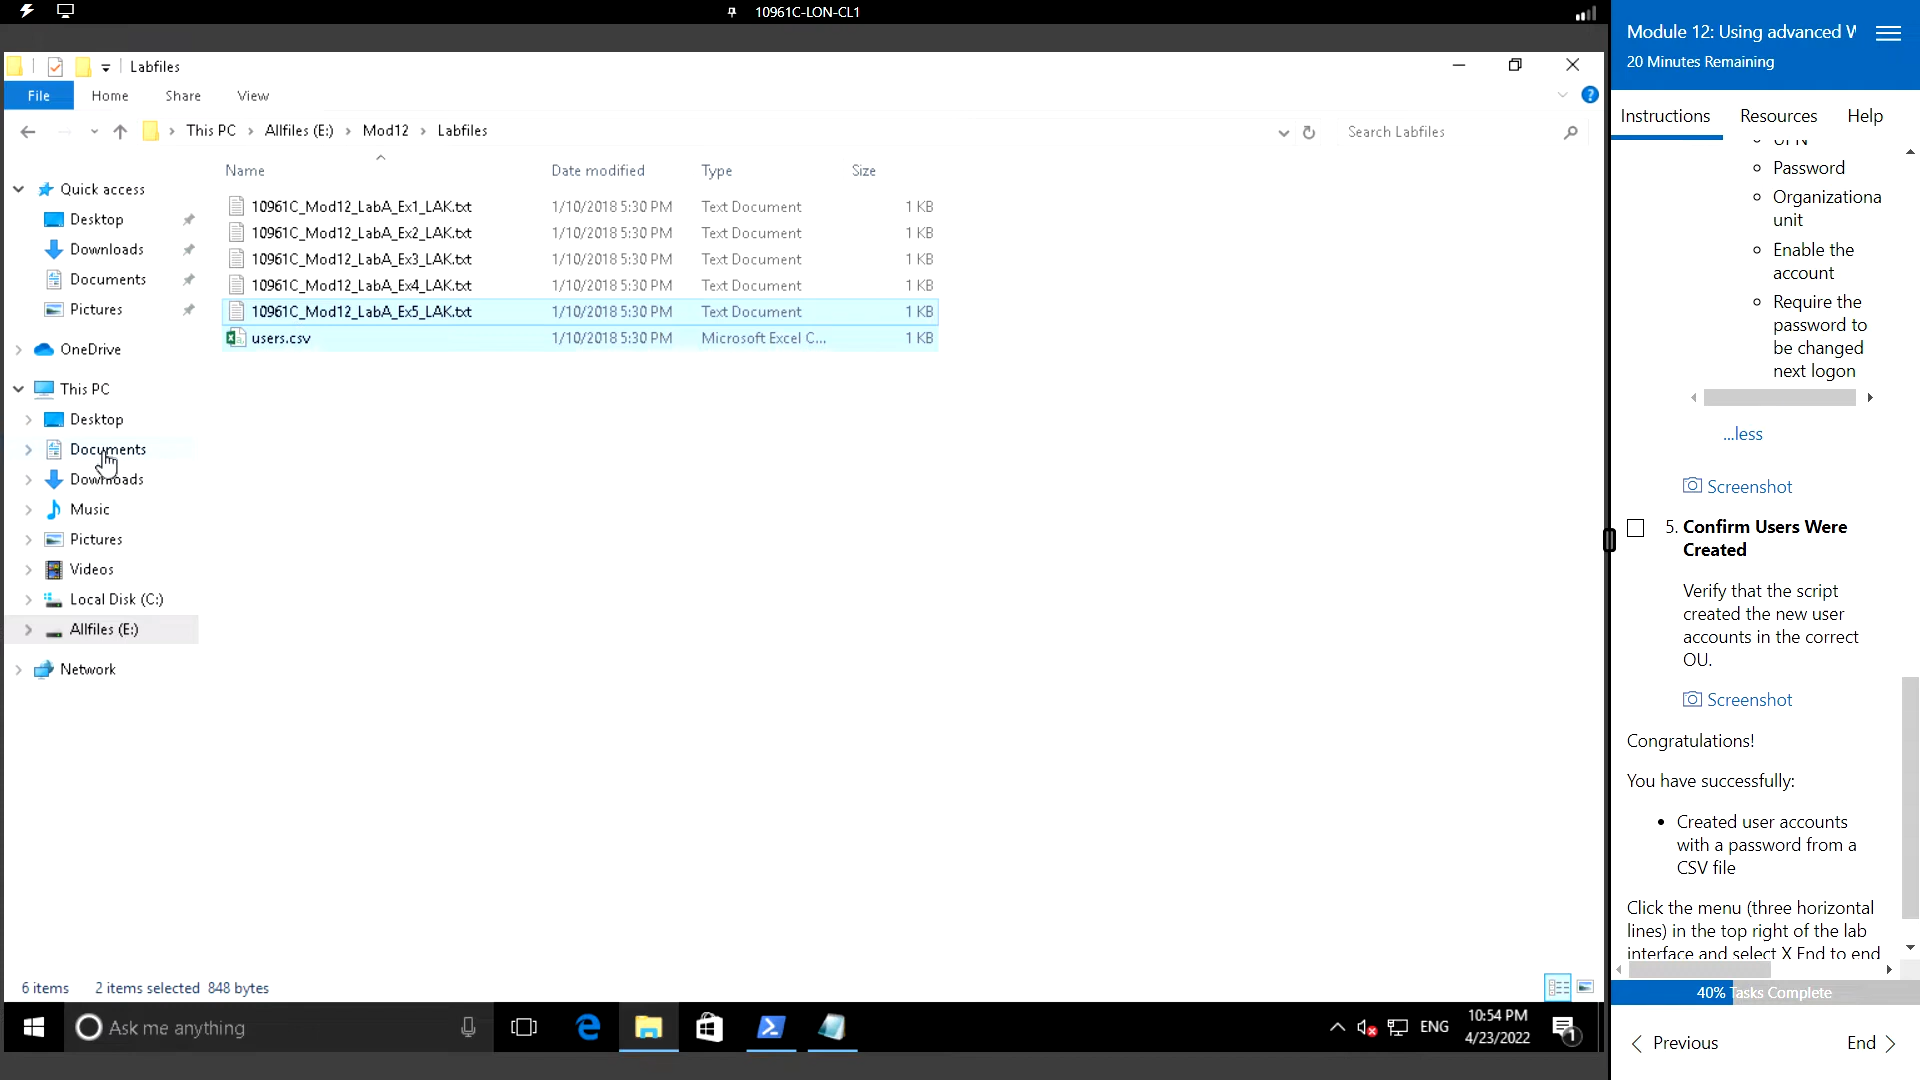 10961C-LON-CL1
Labfiles
File Home Share View
This PC Allfiles (E:) Mod12 Labfiles
Search Labfiles
Name Date modified Type Size
10961C_Mod12_LabA_Ex1_LAK.txt 1/10/2018 5:30 PM Text Document 1 KB
10961C_Mod12_LabA_Ex2_LAK.txt 1/10/2018 5:30 PM Text Document 1 KB
10961C_Mod12_LabA_Ex3_LAK.txt 1/10/2018 5:30 PM Text Document 1 KB
10961C_Mod12_LabA_Ex4_LAK.txt 1/10/2018 5:30 PM Text Document 1 KB
10961C_Mod12_LabA_Ex5_LAK.txt 1/10/2018 5:30 PM Text Document 1 KB
users.csv 1/10/2018 5:30 PM Microsoft Excel C... 1 KB
Quick access
Desktop
Downloads
Documents
Pictures
OneDrive
This PC
Desktop
Documents
Downloads
Music
Pictures
Videos
Local Disk (C:)
Allfiles (E:)
Network
6 items 2 items selected 848 bytes
Ask me anything
ENG
10:54 PM
4/23/2022
1
Module 12: Using advanced W
20 Minutes Remaining
Instructions Resources Help
UPN
Password
Organizationa
unit
Enable the
account
Require the
password to
be changed
next logon
...less
Screenshot
5. Confirm Users Were
Created
Verify that the script
created the new user
accounts in the correct
OU.
Screenshot
Congratulations!
You have successfully:
Created user accounts
with a password from a
CSV file
Click the menu (three horizontal
lines) in the top right of the lab
interface and select X End to end
40% Tasks Complete
Previous End